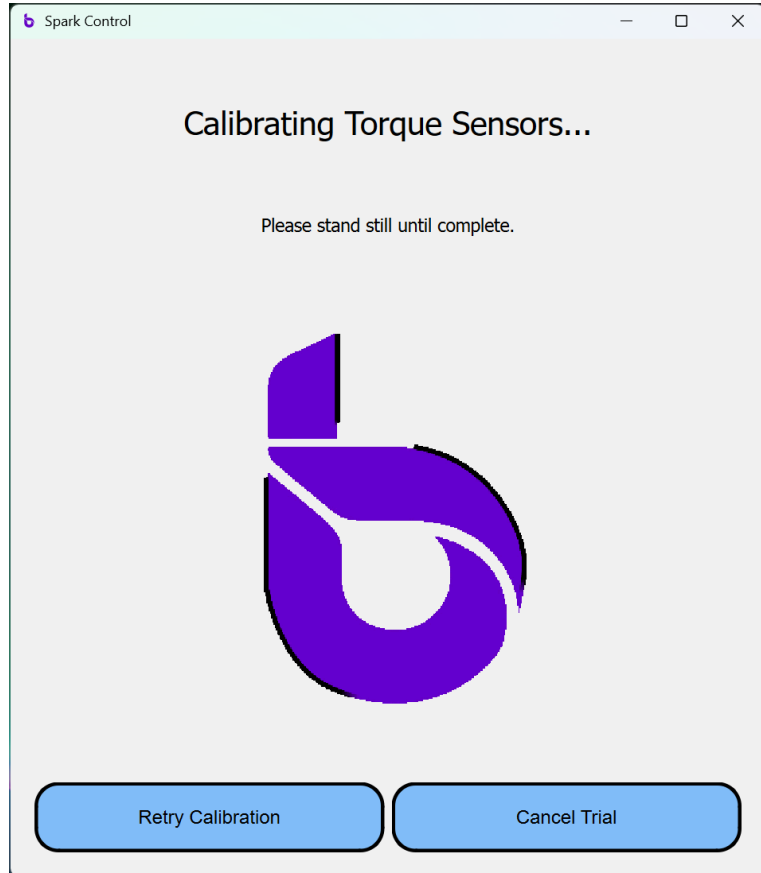 Spark Control
Calibrating Torque Sensors...
Please stand still until complete.
Retry Calibration
Cancel Trial